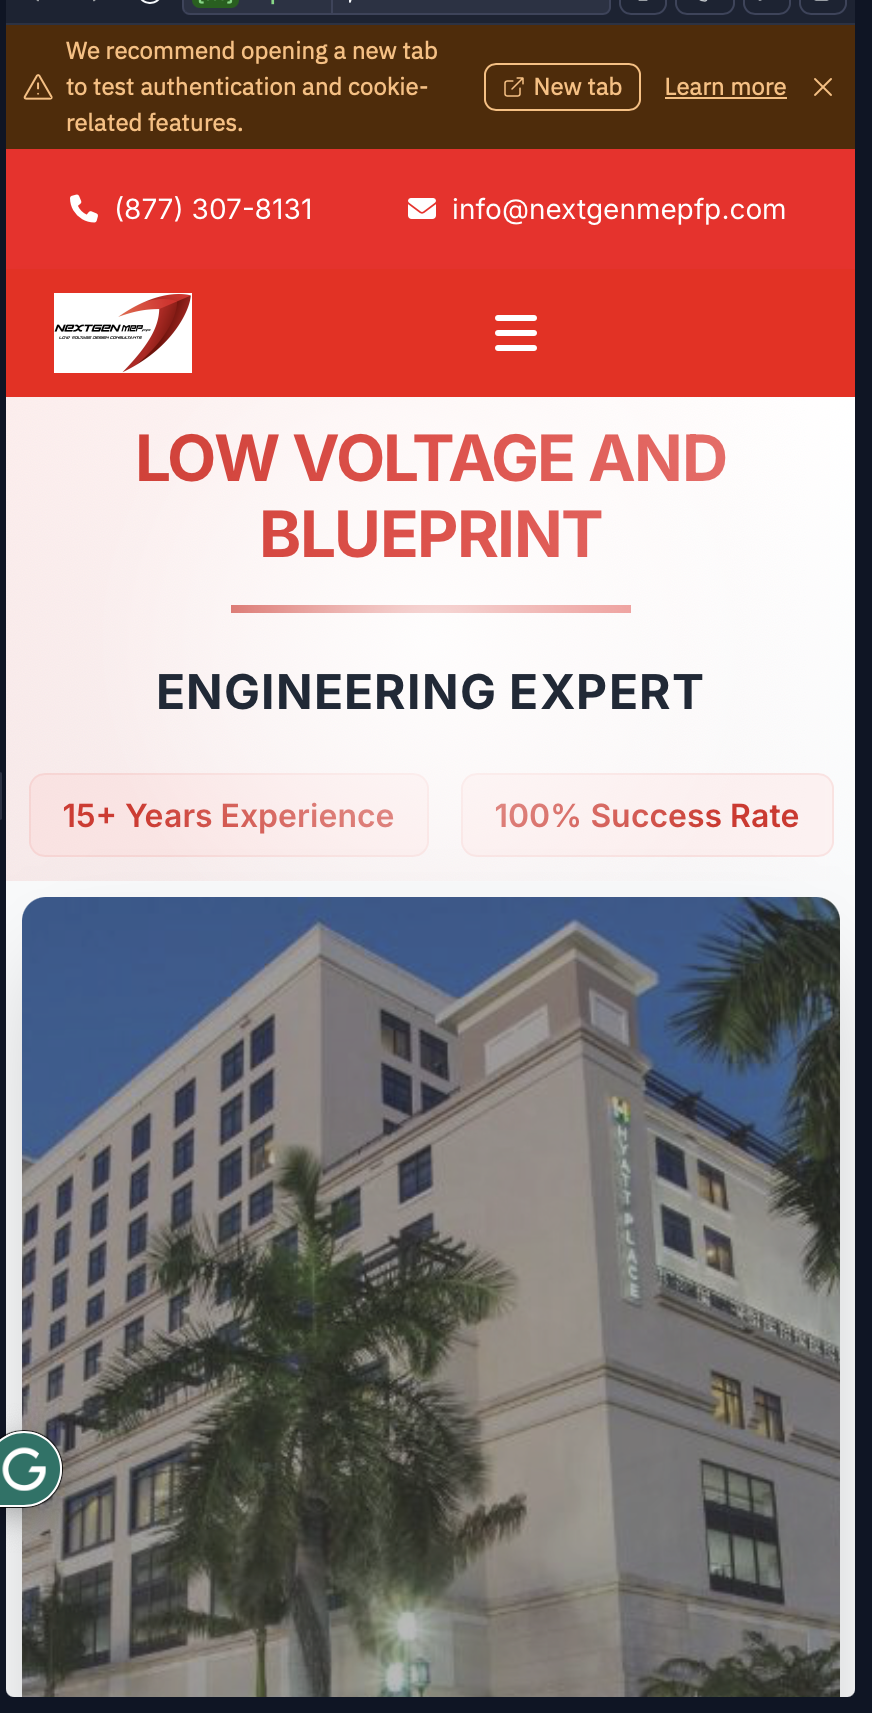 We recommend opening a new tab
to test authentication and cookie-
related features.
New tab
Learn more
(877) 307-8131
info@nextgenmepfp.com
NEXTGEN MEP FP
LOW VOLTAGE DESIGN CONSULTANTS
LOW VOLTAGE AND
BLUEPRINT
ENGINEERING EXPERT
15+ Years Experience
100% Success Rate
HYATT PLACE